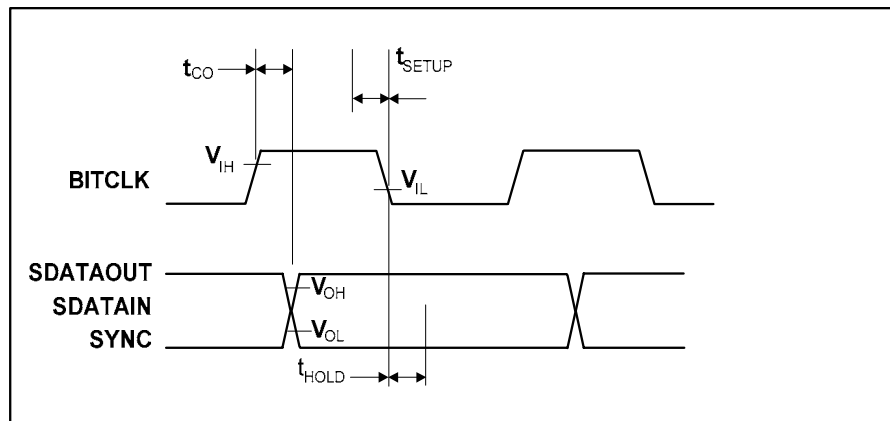 tCO
tSETUP
VIH
BITCLK
VIL
SDATAOUT
VOH
SDATAIN
VOL
SYNC
tHOLD